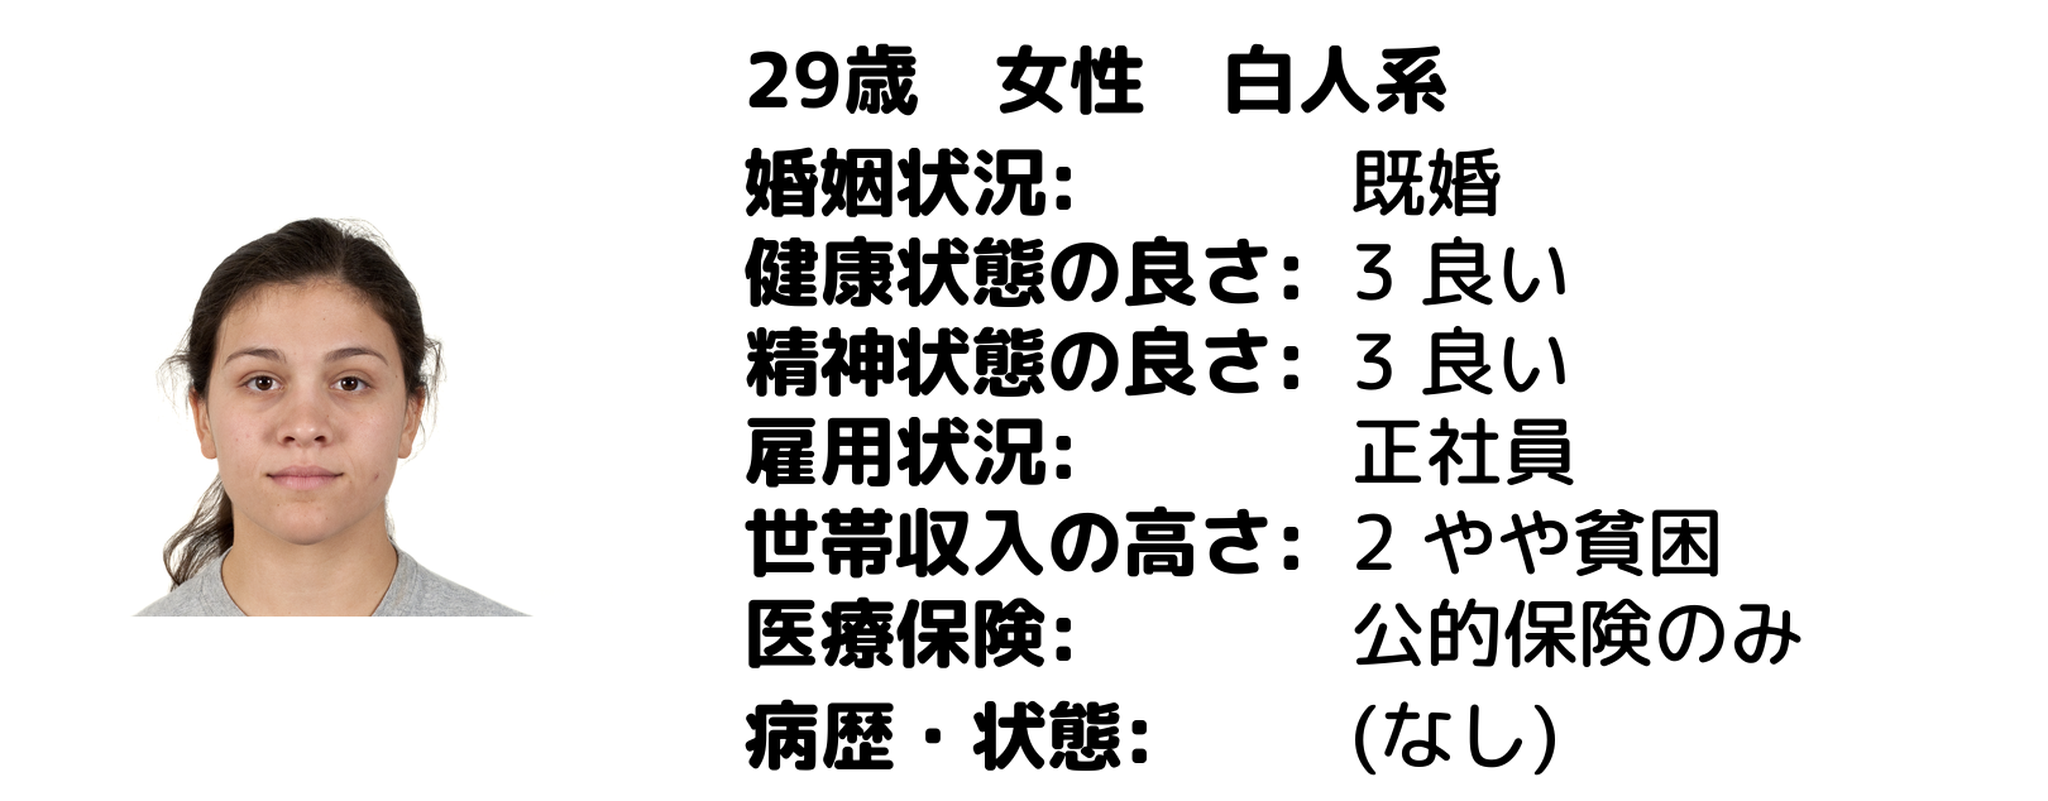 29歳　女性　白人系
婚姻状況: 既婚
健康状態の良さ: 3 良い
精神状態の良さ: 3 良い
雇用状況: 正社員
世帯収入の高さ: 2 やや貧困
医療保険: 公的保険のみ
病歴・状態: (なし)